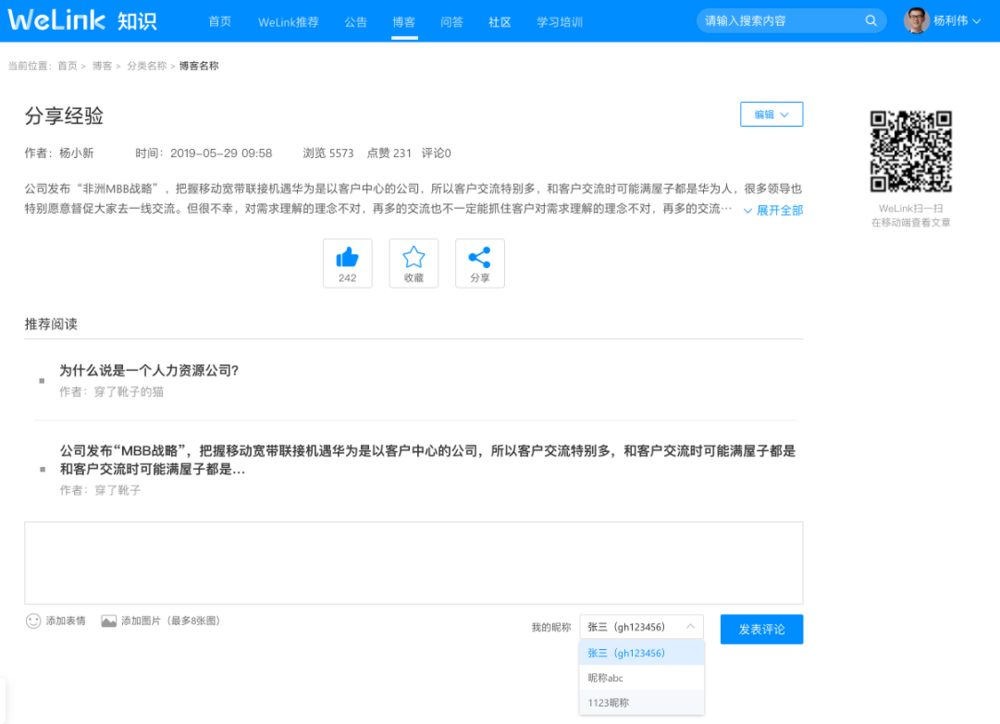 WeLink 知识
首页 WeLink推荐 公告 博客 问答 社区 学习培训
请输入搜索内容
杨利伟
当前位置：首页 > 博客 > 分类名称 > 博客名称
分享经验
编辑
作者：杨小新 时间：2019-05-29 09:58 浏览 5573 点赞 231 评论0
公司发布“非洲MBB战略”，把握移动宽带联接机遇华为是以客户中心的公司，所以客户交流特别多，和客户交流时可能满屋子都是华为人，很多领导也
特别愿意督促大家去一线交流。但很不幸，对需求理解的理念不对，再多的交流也不一定能抓住客户对需求理解的理念不对，再多的交流… 展开全部
WeLink扫一扫
在移动端查看文章
242
收藏
分享
推荐阅读
为什么说是一个人力资源公司?
作者：穿了靴子的猫
公司发布“MBB战略”，把握移动宽带联接机遇华为是以客户中心的公司，所以客户交流特别多，和客户交流时可能满屋子都是
和客户交流时可能满屋子都是...
作者：穿了靴子
添加表情 添加图片（最多8张图）
我的昵称 张三（gh123456） 发表评论
张三（gh123456）
昵称abc
1123昵称